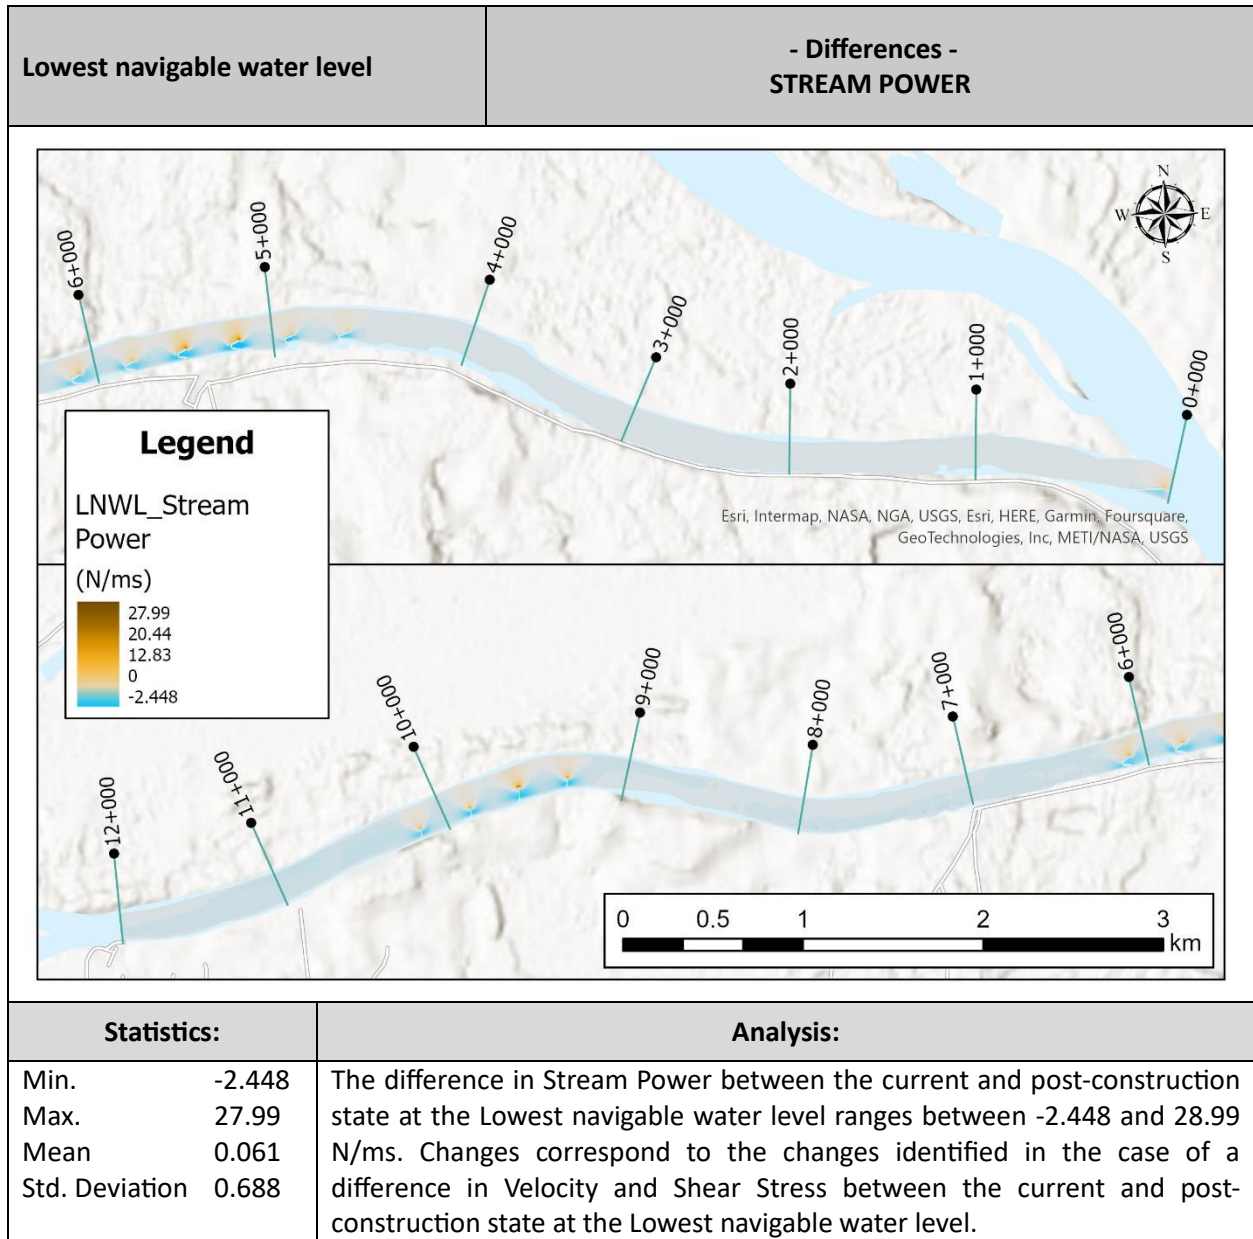 Lowest navigable water level
- Differences -
STREAM POWER
N
W
E
S
6+000
5+000
4+000
3+000
2+000
1+000
0+000
Esri, Intermap, NASA, NGA, USGS, Esri, HERE, Garmin, Foursquare,
GeoTechnologies, Inc, METI/NASA, USGS
Legend
LNWL_Stream
Power
(N/ms)
27.99
20.44
12.83
0
-2.448
12+000
11+000
10+000
9+000
8+000
7+000
6+000
0 0.5 1 2 3
km
Statistics:
Min. -2.448
Max. 27.99
Mean 0.061
Std. Deviation 0.688
Analysis:
The difference in Stream Power between the current and post-construction
state at the Lowest navigable water level ranges between -2.448 and 28.99
N/ms. Changes correspond to the changes identified in the case of a
difference in Velocity and Shear Stress between the current and post-
construction state at the Lowest navigable water level.